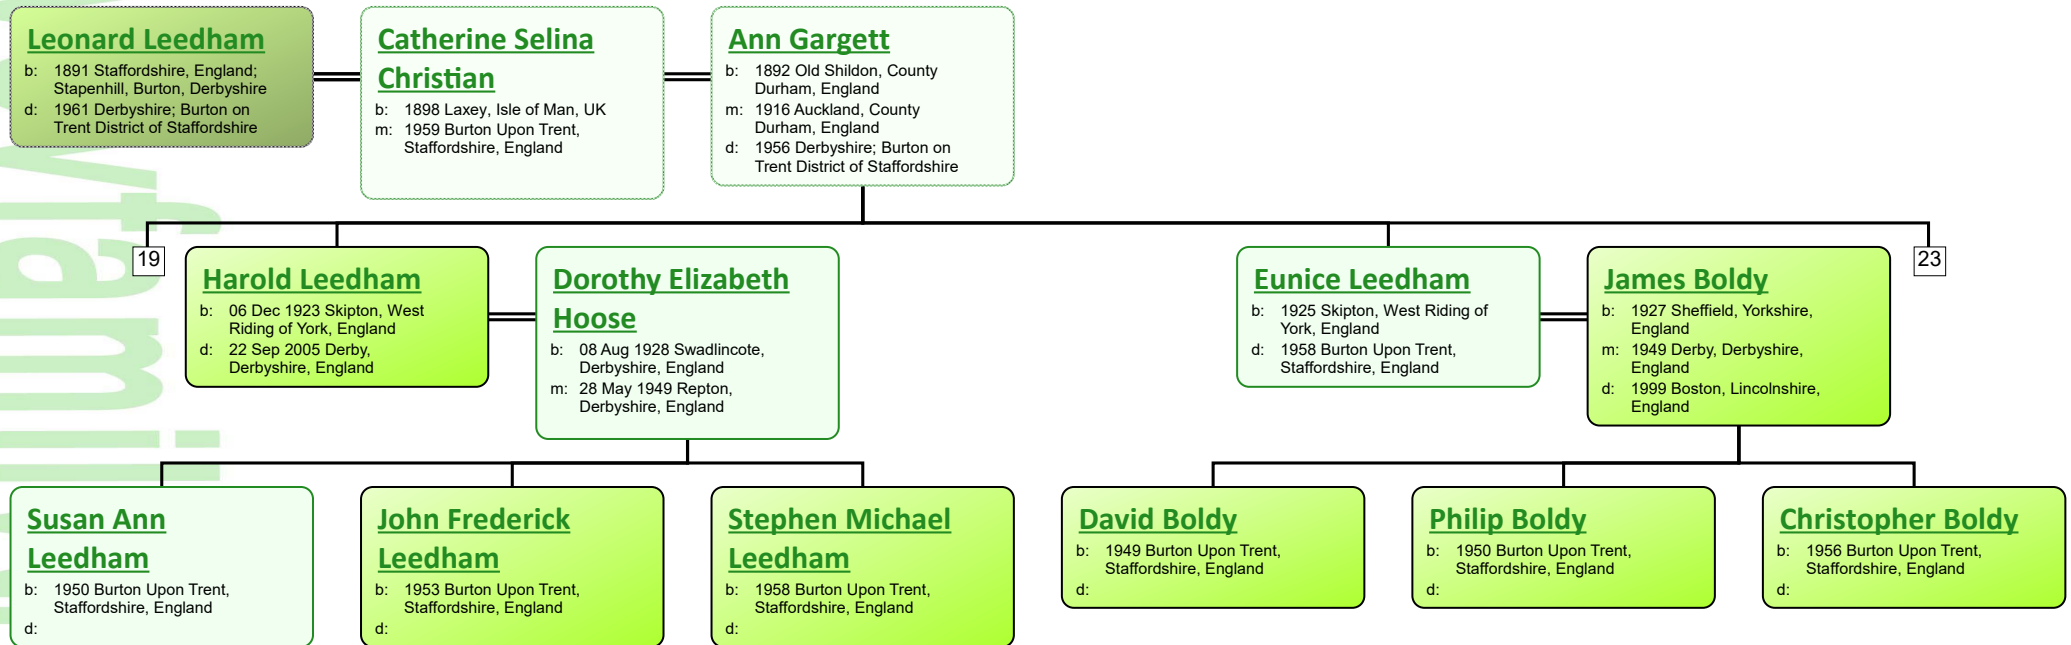 Leonard Leedham
b: 1891 Staffordshire, England;
Stapenhill, Burton, Derbyshire
d: 1961 Derbyshire; Burton on
Trent District of Staffordshire
Catherine Selina
Christian
b: 1898 Laxey, Isle of Man, UK
m: 1959 Burton Upon Trent,
Staffordshire, England
Ann Gargett
b: 1892 Old Shildon, County
Durham, England
m: 1916 Auckland, County
Durham, England
d: 1956 Derbyshire; Burton on
Trent District of Staffordshire
19
Harold Leedham
b: 06 Dec 1923 Skipton, West
Riding of York, England
d: 22 Sep 2005 Derby,
Derbyshire, England
Dorothy Elizabeth
Hoose
b: 08 Aug 1928 Swadlincote,
Derbyshire, England
m: 28 May 1949 Repton,
Derbyshire, England
Eunice Leedham
b: 1925 Skipton, West Riding of
York, England
d: 1958 Burton Upon Trent,
Staffordshire, England
James Boldy
b: 1927 Sheffield, Yorkshire,
England
m: 1949 Derby, Derbyshire,
England
d: 1999 Boston, Lincolnshire,
England
23
Susan Ann
Leedham
b: 1950 Burton Upon Trent,
Staffordshire, England
d:
John Frederick
Leedham
b: 1953 Burton Upon Trent,
Staffordshire, England
d:
Stephen Michael
Leedham
b: 1958 Burton Upon Trent,
Staffordshire, England
d:
David Boldy
b: 1949 Burton Upon Trent,
Staffordshire, England
d:
Philip Boldy
b: 1950 Burton Upon Trent,
Staffordshire, England
d:
Christopher Boldy
b: 1956 Burton Upon Trent,
Staffordshire, England
d: